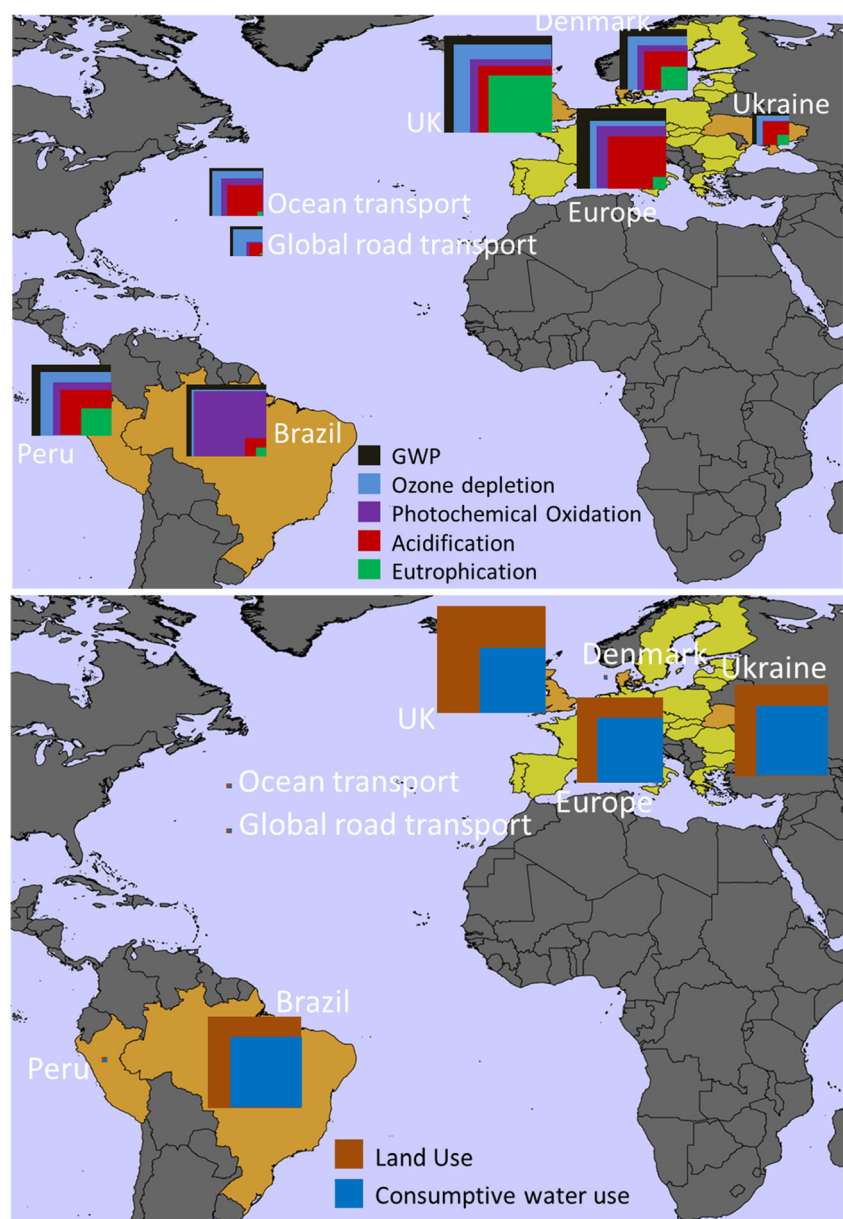 Denmark
UK
Ukraine
Europe
Ocean transport
Global road transport
Peru
Brazil
GWP
Ozone depletion
Photochemical Oxidation
Acidification
Eutrophication
Denmark
Ukraine
UK
Europe
Ocean transport
Global road transport
Brazil
Peru
Land Use
Consumptive water use